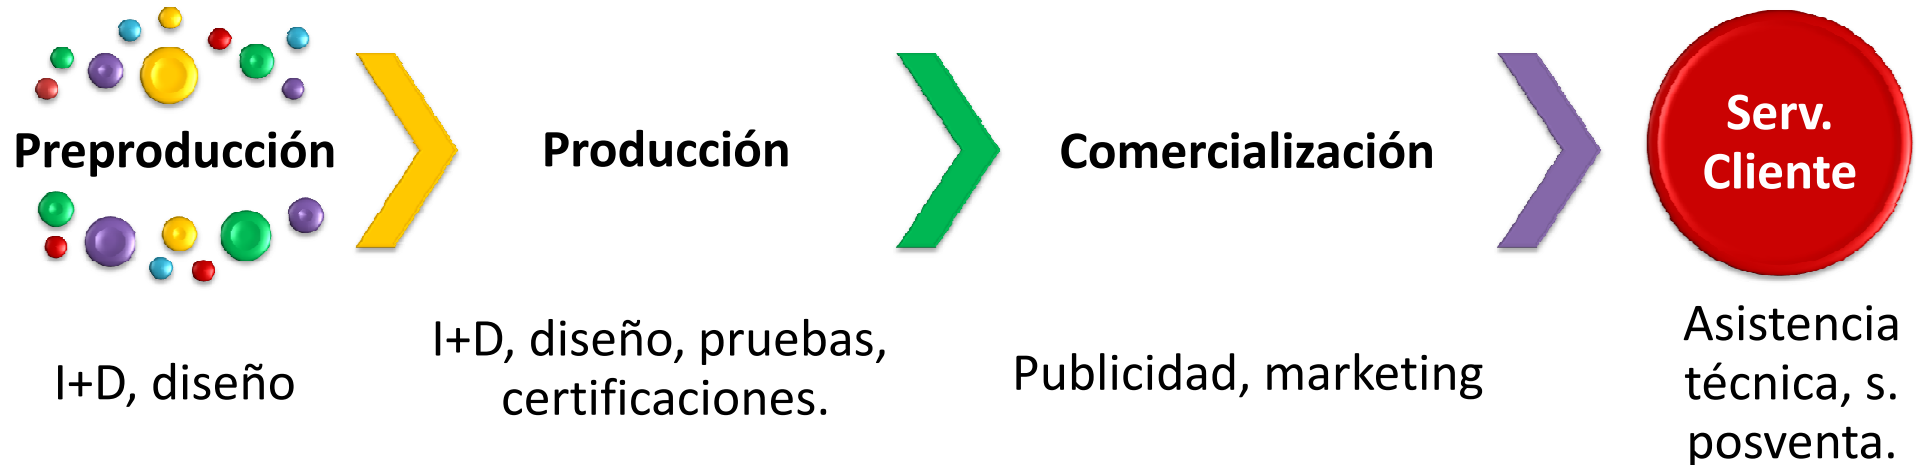 Preproducción
Producción
Comercialización
Serv.
Cliente
I+D, diseño
I+D, diseño, pruebas,
certificaciones.
Publicidad, marketing
Asistencia
técnica, s.
posventa.